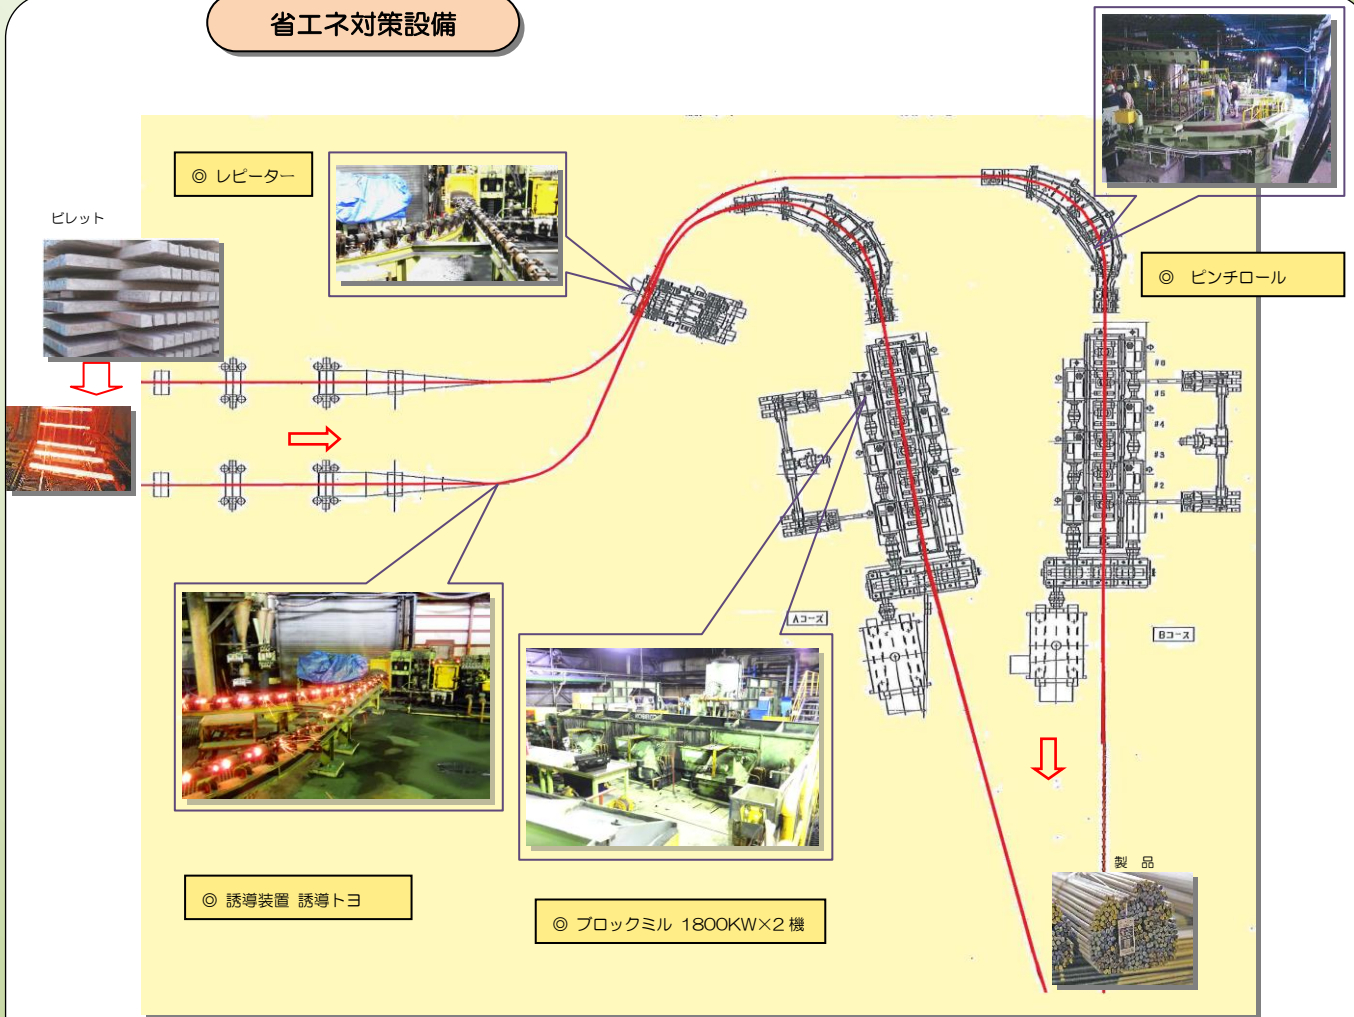 省エネ対策設備
◎ レピーター
ビレット
◎ ピンチロール
#6
#5
#4
#3
#2
#1
Aコース
Bコース
製 品
◎ 誘導装置 誘導トヨ
◎ ブロックミル 1800KW×2機